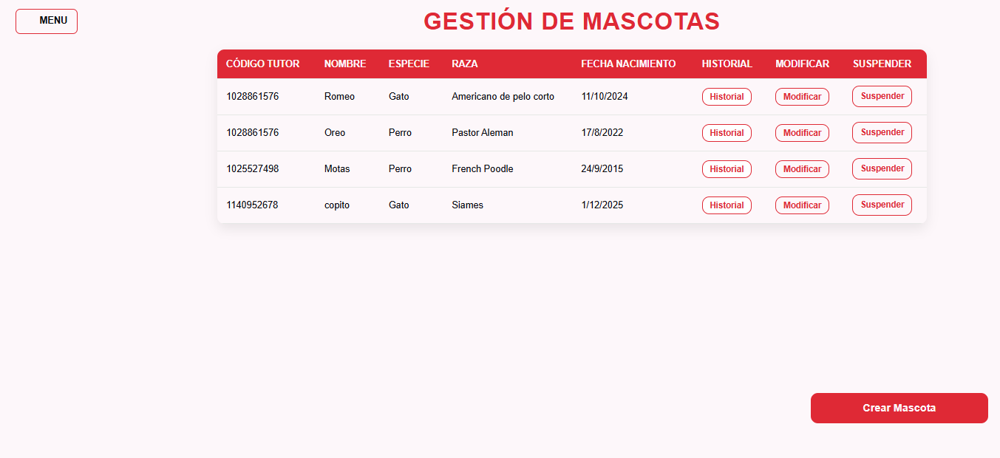 MENU
GESTIÓN DE MASCOTAS
CÓDIGO TUTOR NOMBRE ESPECIE RAZA FECHA NACIMIENTO HISTORIAL MODIFICAR SUSPENDER
1028861576 Romeo Gato Americano de pelo corto 11/10/2024 Historial Modificar Suspender
1028861576 Oreo Perro Pastor Aleman 17/8/2022 Historial Modificar Suspender
1025527498 Motas Perro French Poodle 24/9/2015 Historial Modificar Suspender
1140952678 copito Gato Siames 1/12/2025 Historial Modificar Suspender
Crear Mascota